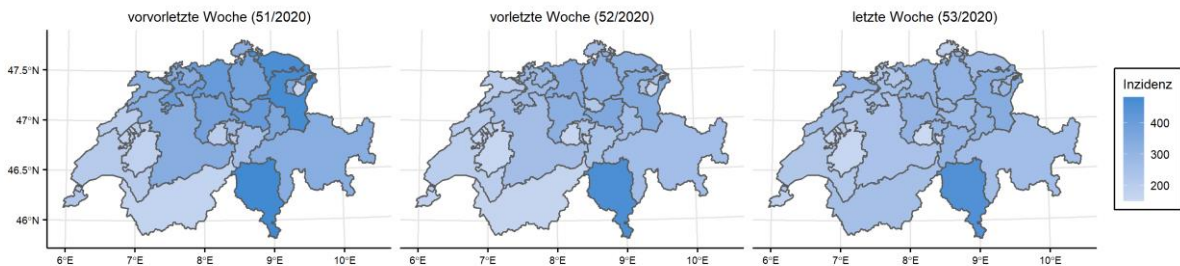 vorvorletzte Woche (51/2020)
vorletzte Woche (52/2020)
letzte Woche (53/2020)
47.5°N
47°N
46.5°N
46°N
6°E 7°E 8°E 9°E 10°E
6°E 7°E 8°E 9°E 10°E
6°E 7°E 8°E 9°E 10°E
Inzidenz
400
300
200